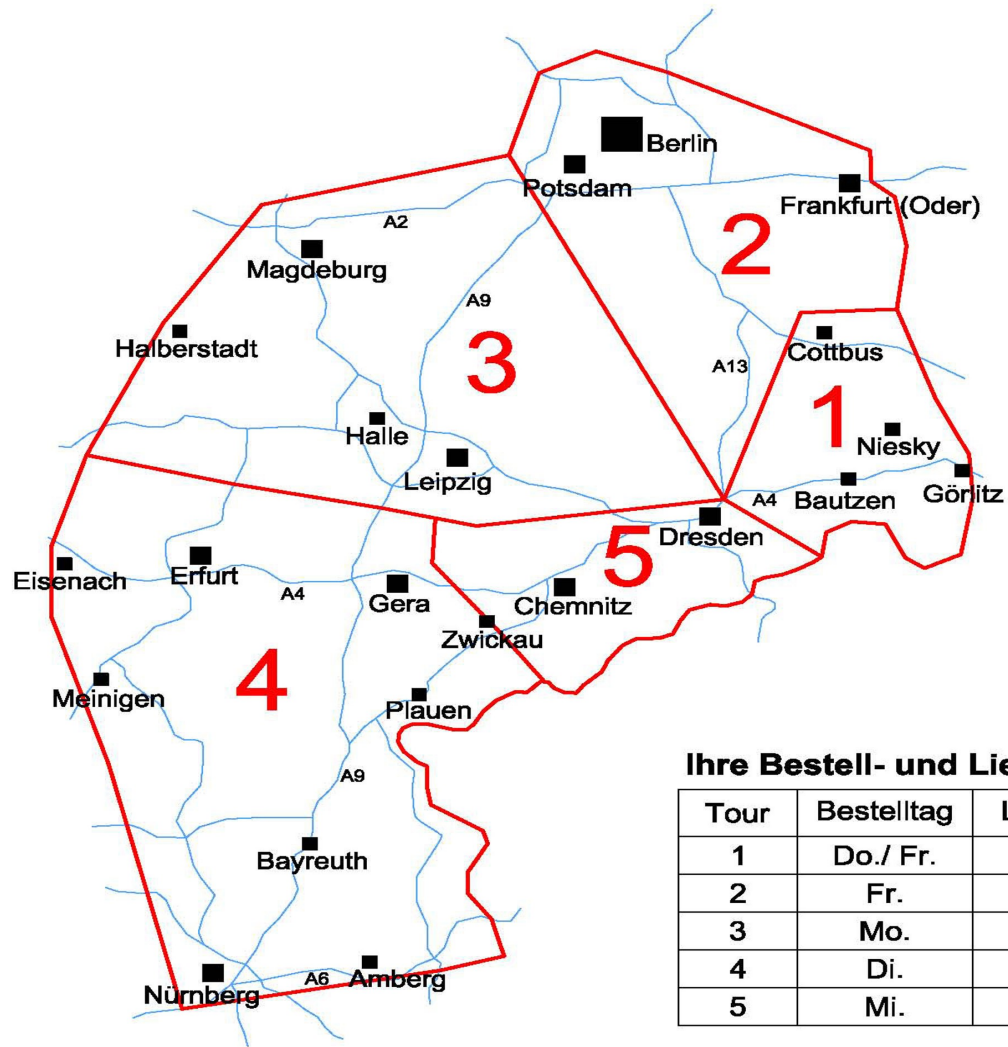 Berlin
Potsdam
Frankfurt (Oder)
2
A2
Magdeburg
A9
Halberstadt
3
A13
Cottbus
1
Halle
Niesky
Leipzig
A4
Bautzen
Görlitz
Dresden
5
Eisenach
Erfurt
A4
Gera
Chemnitz
Zwickau
Meinigen
4
Plauen
A9
Bayreuth
Nürnberg
A6
Amberg
Ihre Bestell- und Lie
Tour Bestelltag L
1 Do./ Fr.
2 Fr.
3 Mo.
4 Di.
5 Mi.